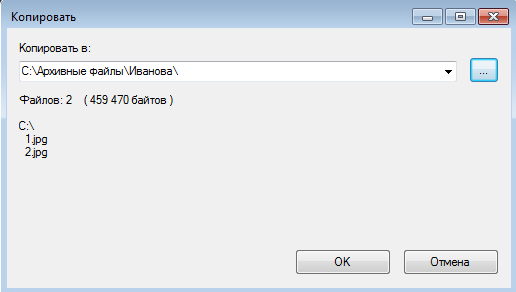 Копировать
Копировать в:
C:\Архивные файлы\Иванова\
...
Файлов: 2 ( 459 470 байтов )
C:\
1.jpg
2.jpg
OK Отмена